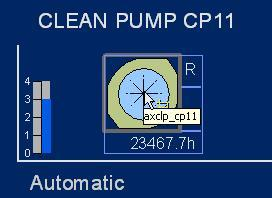 CLEAN PUMP CP11
4
3
2
1
0
R
axclp_cp11
23467.7h
Automatic